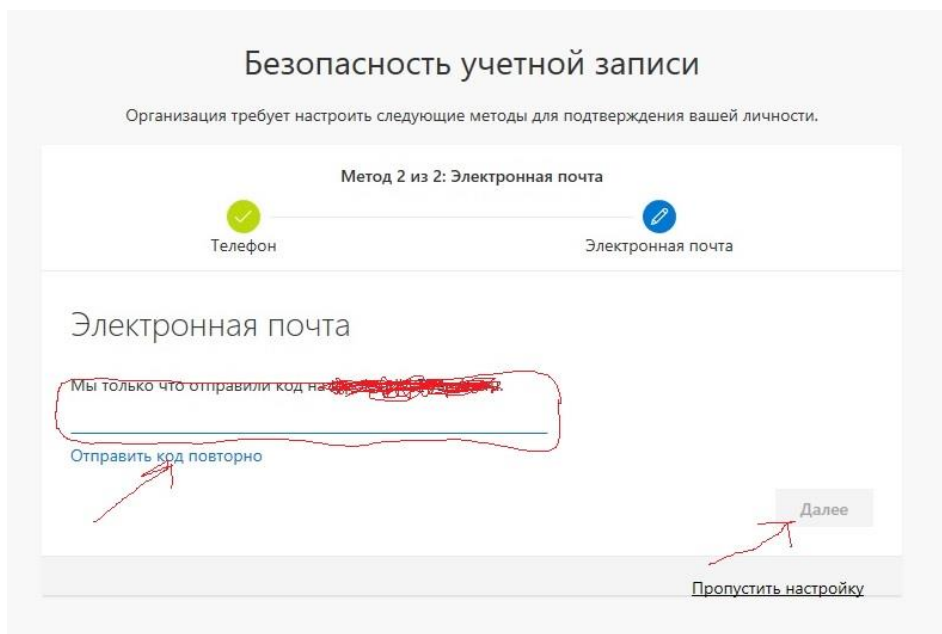 Безопасность учетной записи
Организация требует настроить следующие методы для подтверждения вашей личности.
Метод 2 из 2: Электронная почта
Телефон
Электронная почта
Электронная почта
Мы только что отправили код на
Отправить код повторно
Далее
Пропустить настройку